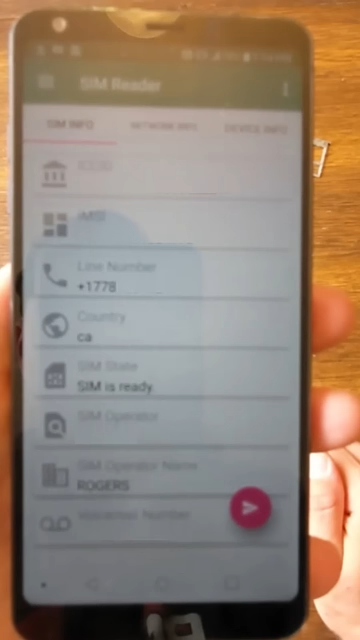 SIM Reader
SIM INFO NETWORK INFO DEVICE INFO
ICCID
IMSI
Line Number
+1778
Country
ca
SIM State
SIM is ready
SIM Operator
SIM Operator Name
ROGERS
Voicemail Number